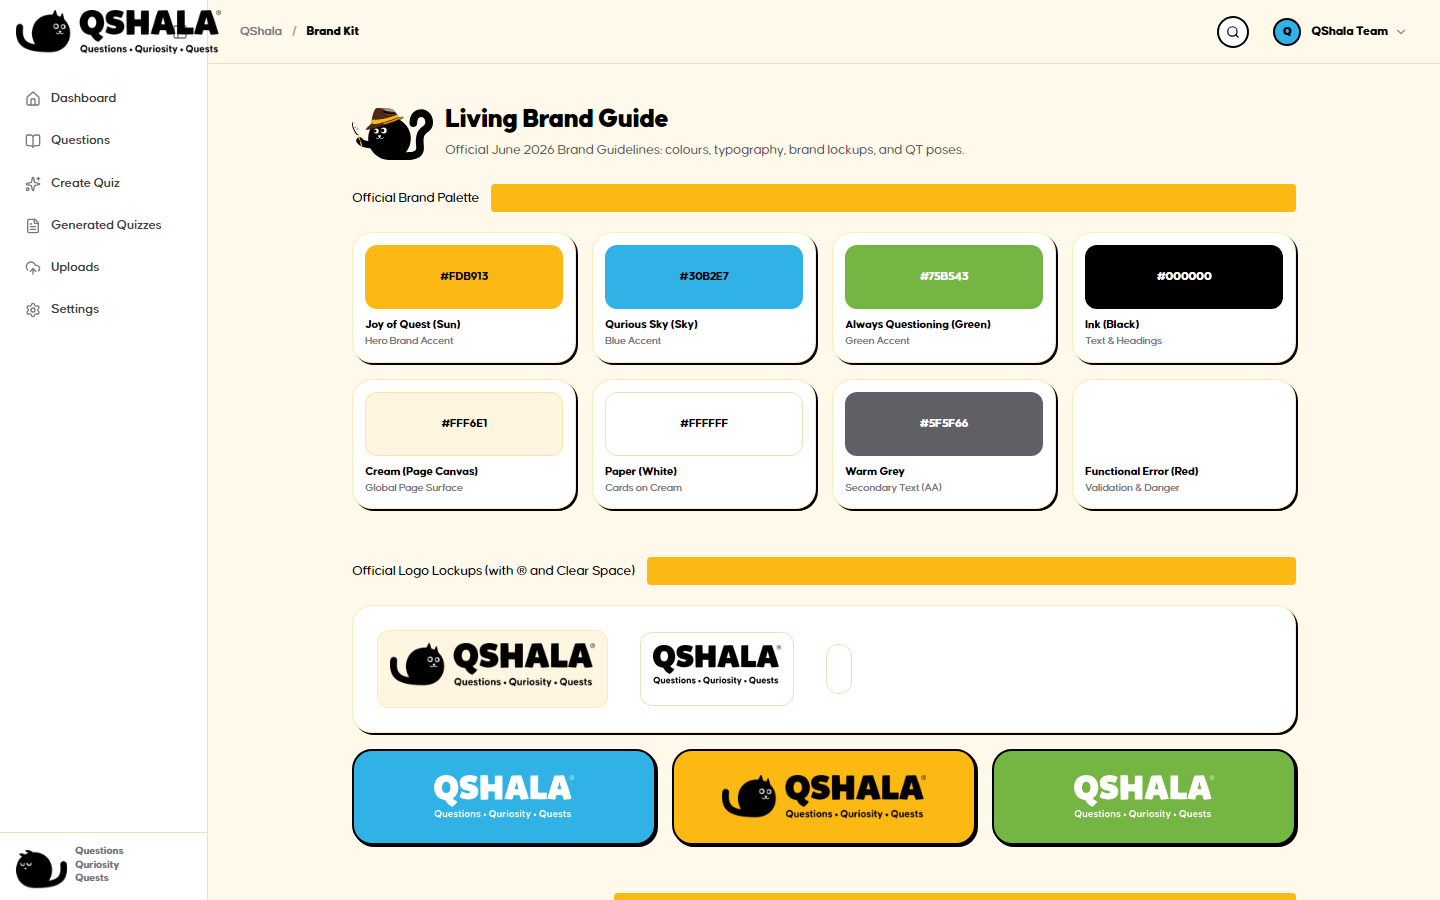 QSHALA®
Questions • Quriosity • Quests
QShala / Brand Kit
Q
QShala Team
Dashboard
Questions
Create Quiz
Generated Quizzes
Uploads
Settings
Questions
Quriosity
Quests
Living Brand Guide
Official June 2026 Brand Guidelines: colours, typography, brand lockups, and QT poses.
Official Brand Palette
#FDB913
Joy of Quest (Sun)
Hero Brand Accent
#30B2E7
Qurious Sky (Sky)
Blue Accent
#75B543
Always Questioning (Green)
Green Accent
#000000
Ink (Black)
Text & Headings
#FFF6E1
Cream (Page Canvas)
Global Page Surface
#FFFFFF
Paper (White)
Cards on Cream
#5F5F66
Warm Grey
Secondary Text (AA)
Functional Error (Red)
Validation & Danger
Official Logo Lockups (with ® and Clear Space)
QSHALA®
Questions • Quriosity • Quests
QSHALA®
Questions • Quriosity • Quests
QSHALA®
Questions • Quriosity • Quests
QSHALA®
Questions • Quriosity • Quests
QSHALA®
Questions • Quriosity • Quests